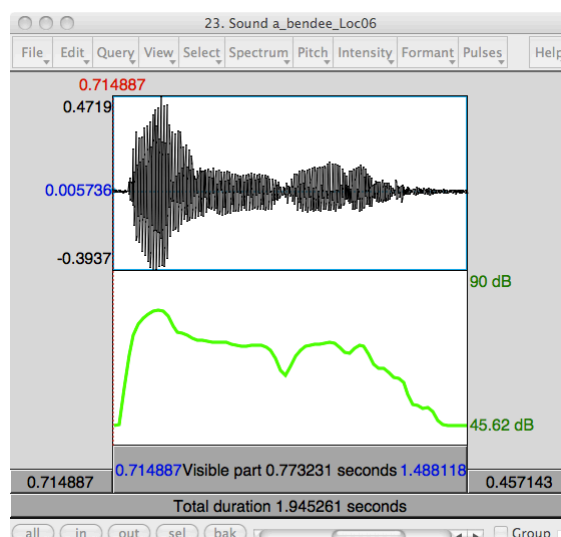 23. Sound a_bendee_Loc06
File Edit Query View Select Spectrum Pitch Intensity Formant Pulses Help
0.714887
0.4719
0.005736
-0.3937
90 dB
45.62 dB
0.714887 0.714887 Visible part 0.773231 seconds 1.488118 0.457143
Total duration 1.945261 seconds
all in out sel bak Group